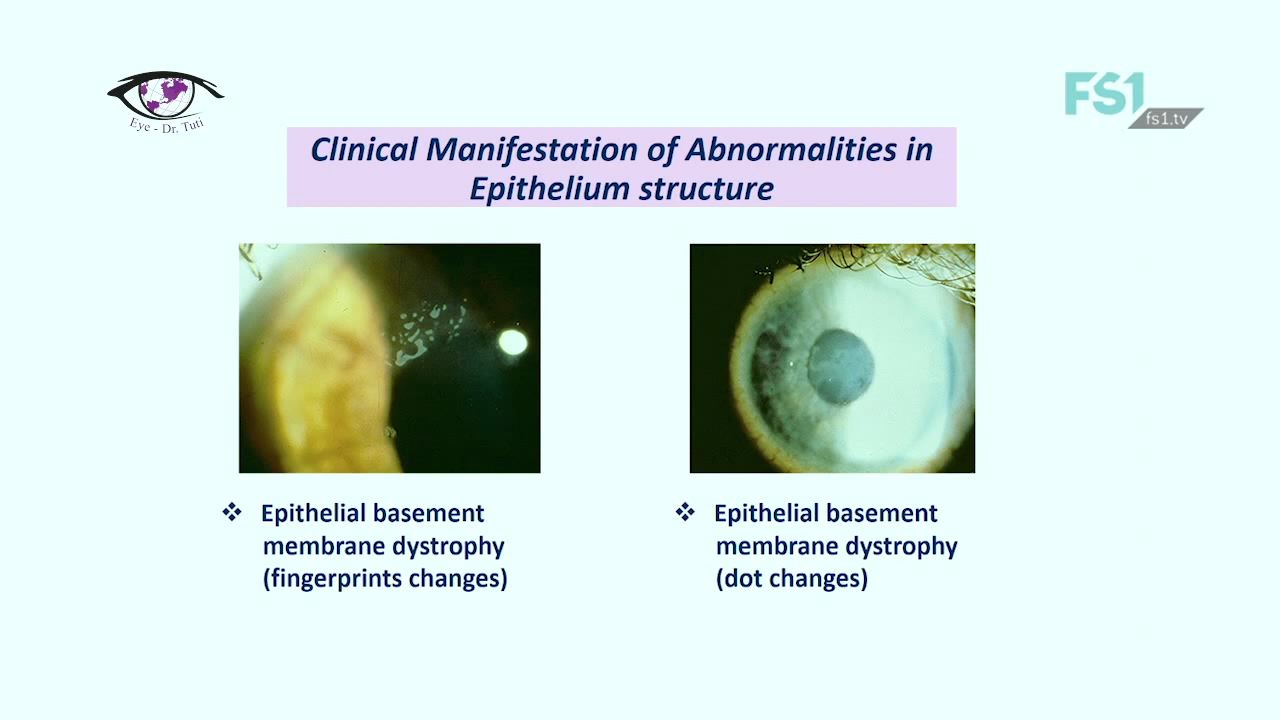 Eye - Dr. Tuti
FS1
fs1.tv
Clinical Manifestation of Abnormalities in
Epithelium structure
❖ Epithelial basement
membrane dystrophy
(fingerprints changes)
❖ Epithelial basement
membrane dystrophy
(dot changes)